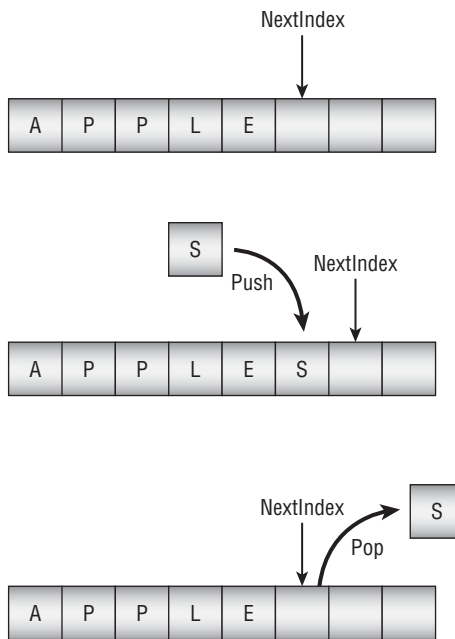 NextIndex
A P P L E
S
Push
NextIndex
A P P L E S
NextIndex
S
Pop
A P P L E